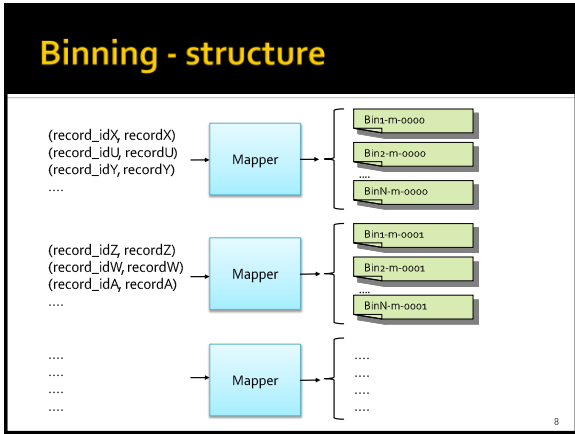 Binning - structure
(record_idX, recordX)
(record_idU, recordU)
(record_idY, recordY)
....
Mapper
Bin1-m-0000
Bin2-m-0000
....
BinN-m-0000
(record_idZ, recordZ)
(record_idW, recordW)
(record_idA, recordA)
....
Mapper
Bin1-m-0001
Bin2-m-0001
....
BinN-m-0001
....
....
....
....
Mapper
....
....
....
....
8